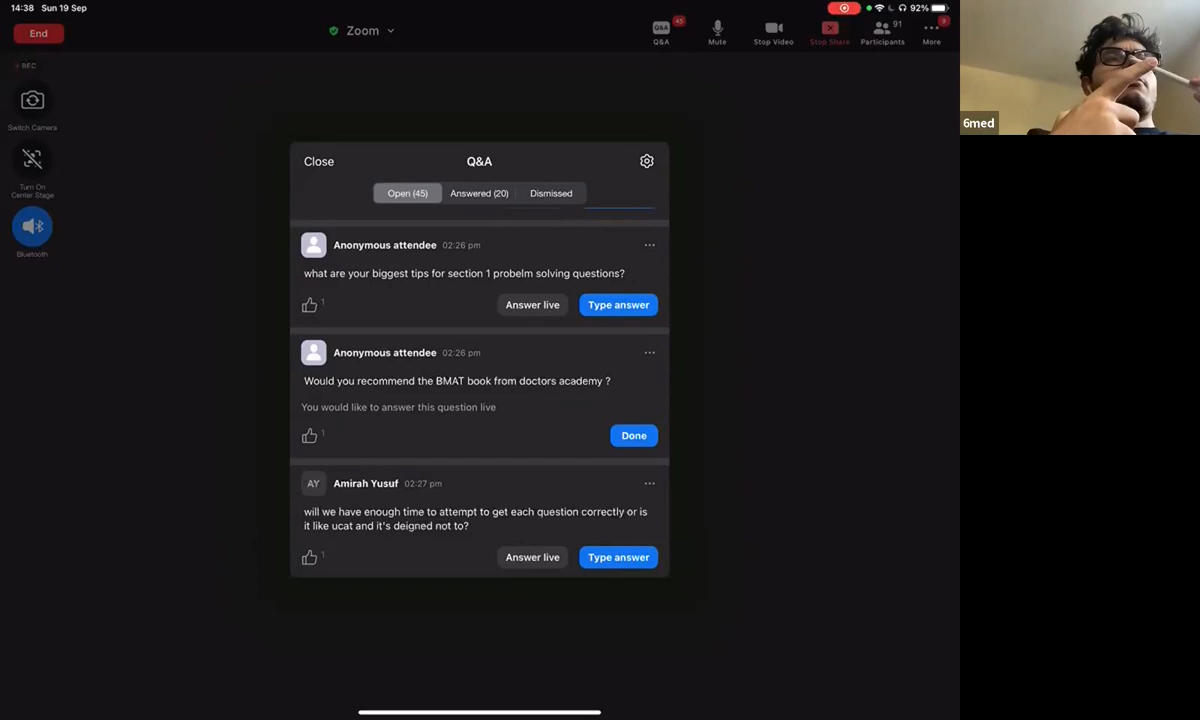 14:38 Sun 19 Sep
92%
End
Zoom
45
Q&A
Q&A
Mute
Stop Video
Stop Share
91
Participants
9
More
REC
Switch Camera
Turn On
Center Stage
Bluetooth
6med
Close
Q&A
Open (45)
Answered (20)
Dismissed
Anonymous attendee 02:26 pm
what are your biggest tips for section 1 probelm solving questions?
1
Answer live
Type answer
Anonymous attendee 02:26 pm
Would you recommend the BMAT book from doctors academy ?
You would like to answer this question live
1
Done
AY
Amirah Yusuf 02:27 pm
will we have enough time to attempt to get each question correctly or is
it like ucat and it's deigned not to?
1
Answer live
Type answer